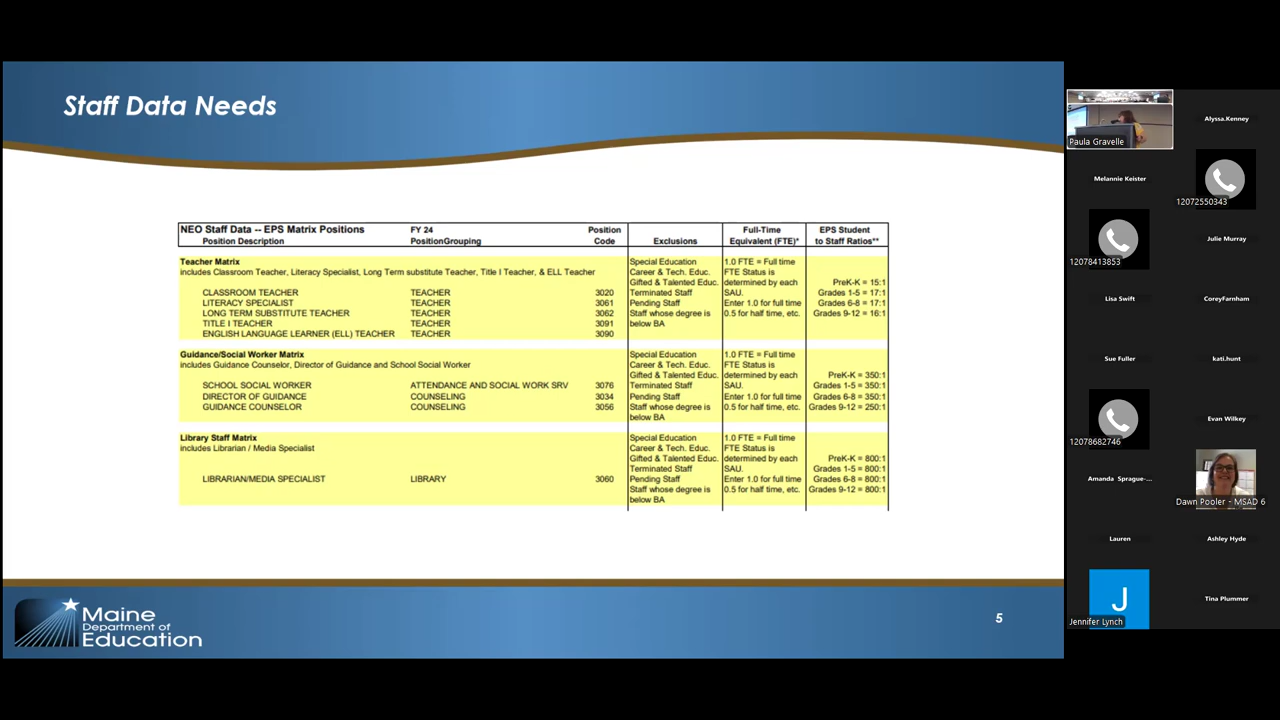 Staff Data Needs
NEO Staff Data -- EPS Matrix Positions FY 24 Position Full-Time EPS Student
Position Description PositionGrouping Code Exclusions Equivalent (FTE)* to Staff Ratios**
Teacher Matrix Special Education 1.0 FTE = Full time
includes Classroom Teacher, Literacy Specialist, Long Term substitute Teacher, Title I Teacher, & ELL Teacher Career & Tech. Educ. FTE Status is
Gifted & Talented Educ. determined by each PreK-K = 15:1
CLASSROOM TEACHER TEACHER 3020 Terminated Staff SAU. Grades 1-5 = 17:1
LITERACY SPECIALIST TEACHER 3061 Pending Staff Enter 1.0 for full time Grades 6-8 = 17:1
LONG TERM SUBSTITUTE TEACHER TEACHER 3062 Staff whose degree is 0.5 for half time, etc. Grades 9-12 = 16:1
TITLE I TEACHER TEACHER 3091 below BA
ENGLISH LANGUAGE LEARNER (ELL) TEACHER TEACHER 3090
Guidance/Social Worker Matrix Special Education 1.0 FTE = Full time
includes Guidance Counselor, Director of Guidance and School Social Worker Career & Tech. Educ. FTE Status is
Gifted & Talented Educ. determined by each PreK-K = 350:1
SCHOOL SOCIAL WORKER ATTENDANCE AND SOCIAL WORK SRV 3076 Terminated Staff SAU. Grades 1-5 = 350:1
DIRECTOR OF GUIDANCE COUNSELING 3034 Pending Staff Enter 1.0 for full time Grades 6-8 = 350:1
GUIDANCE COUNSELOR COUNSELING 3056 Staff whose degree is 0.5 for half time, etc. Grades 9-12 = 250:1
below BA
Library Staff Matrix Special Education 1.0 FTE = Full time
includes Librarian / Media Specialist Career & Tech. Educ. FTE Status is
Gifted & Talented Educ. determined by each PreK-K = 800:1
Terminated Staff SAU. Grades 1-5 = 800:1
LIBRARIAN/MEDIA SPECIALIST LIBRARY 3060 Pending Staff Enter 1.0 for full time Grades 6-8 = 800:1
Staff whose degree is 0.5 for half time, etc. Grades 9-12 = 800:1
below BA
Maine
Department of
Education
5
Paula Gravelle
Alyssa.Kenney
Melannie Keister
12072550343
12078413853
Julie Murray
Lisa Swift
CoreyFarnham
Sue Fuller
kati.hunt
12078682746
Evan Wilkey
Amanda Sprague-...
Dawn Pooler - MSAD 6
Lauren
Ashley Hyde
J
Jennifer Lynch
Tina Plummer